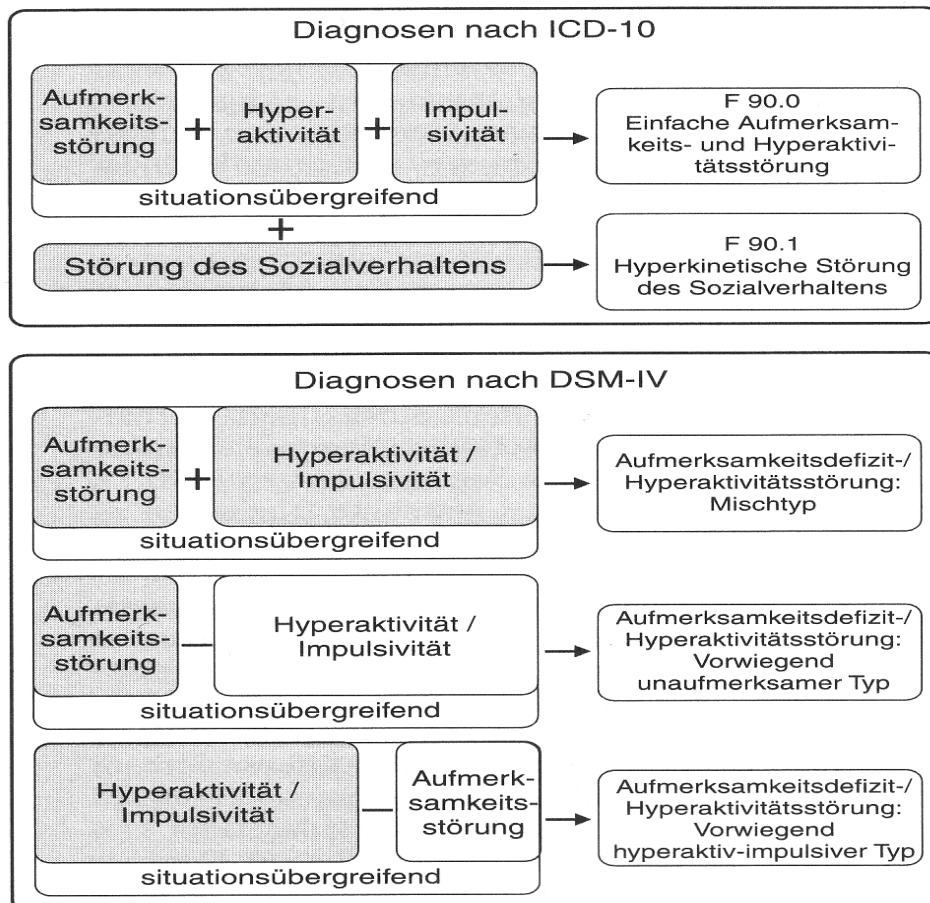 Diagnosen nach ICD-10
Aufmerk-
samkeits-
störung
+
Hyper-
aktivität
+
Impul-
sivität
situationsübergreifend
F 90.0
Einfache Aufmerksam-
keits- und Hyperaktivi-
tätsstörung
+
Störung des Sozialverhaltens
F 90.1
Hyperkinetische Störung
des Sozialverhaltens
Diagnosen nach DSM-IV
Aufmerk-
samkeits-
störung
+
Hyperaktivität /
Impulsivität
situationsübergreifend
Aufmerksamkeitsdefizit-/
Hyperaktivitätsstörung:
Mischtyp
Aufmerk-
samkeits-
störung
—
Hyperaktivität /
Impulsivität
situationsübergreifend
Aufmerksamkeitsdefizit-/
Hyperaktivitätsstörung:
Vorwiegend
unaufmerksamer Typ
Hyperaktivität /
Impulsivität
—
Aufmerk-
samkeits-
störung
situationsübergreifend
Aufmerksamkeitsdefizit-/
Hyperaktivitätsstörung:
Vorwiegend
hyperaktiv-impulsiver Typ